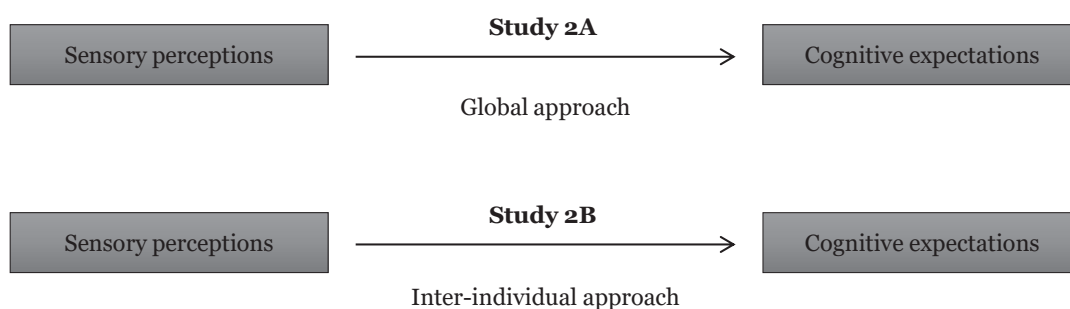 Study 2A
Sensory perceptions
Cognitive expectations
Global approach
Study 2B
Sensory perceptions
Cognitive expectations
Inter-individual approach